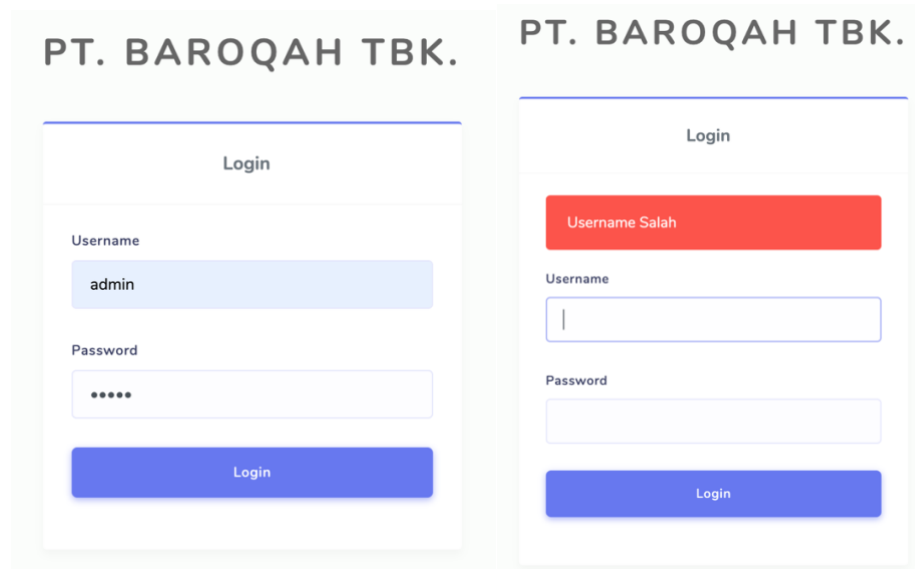 PT. BAROQAH TBK.
Login
Username
admin
Password
•••••
Login
PT. BAROQAH TBK.
Login
Username Salah
Username
Password
Login